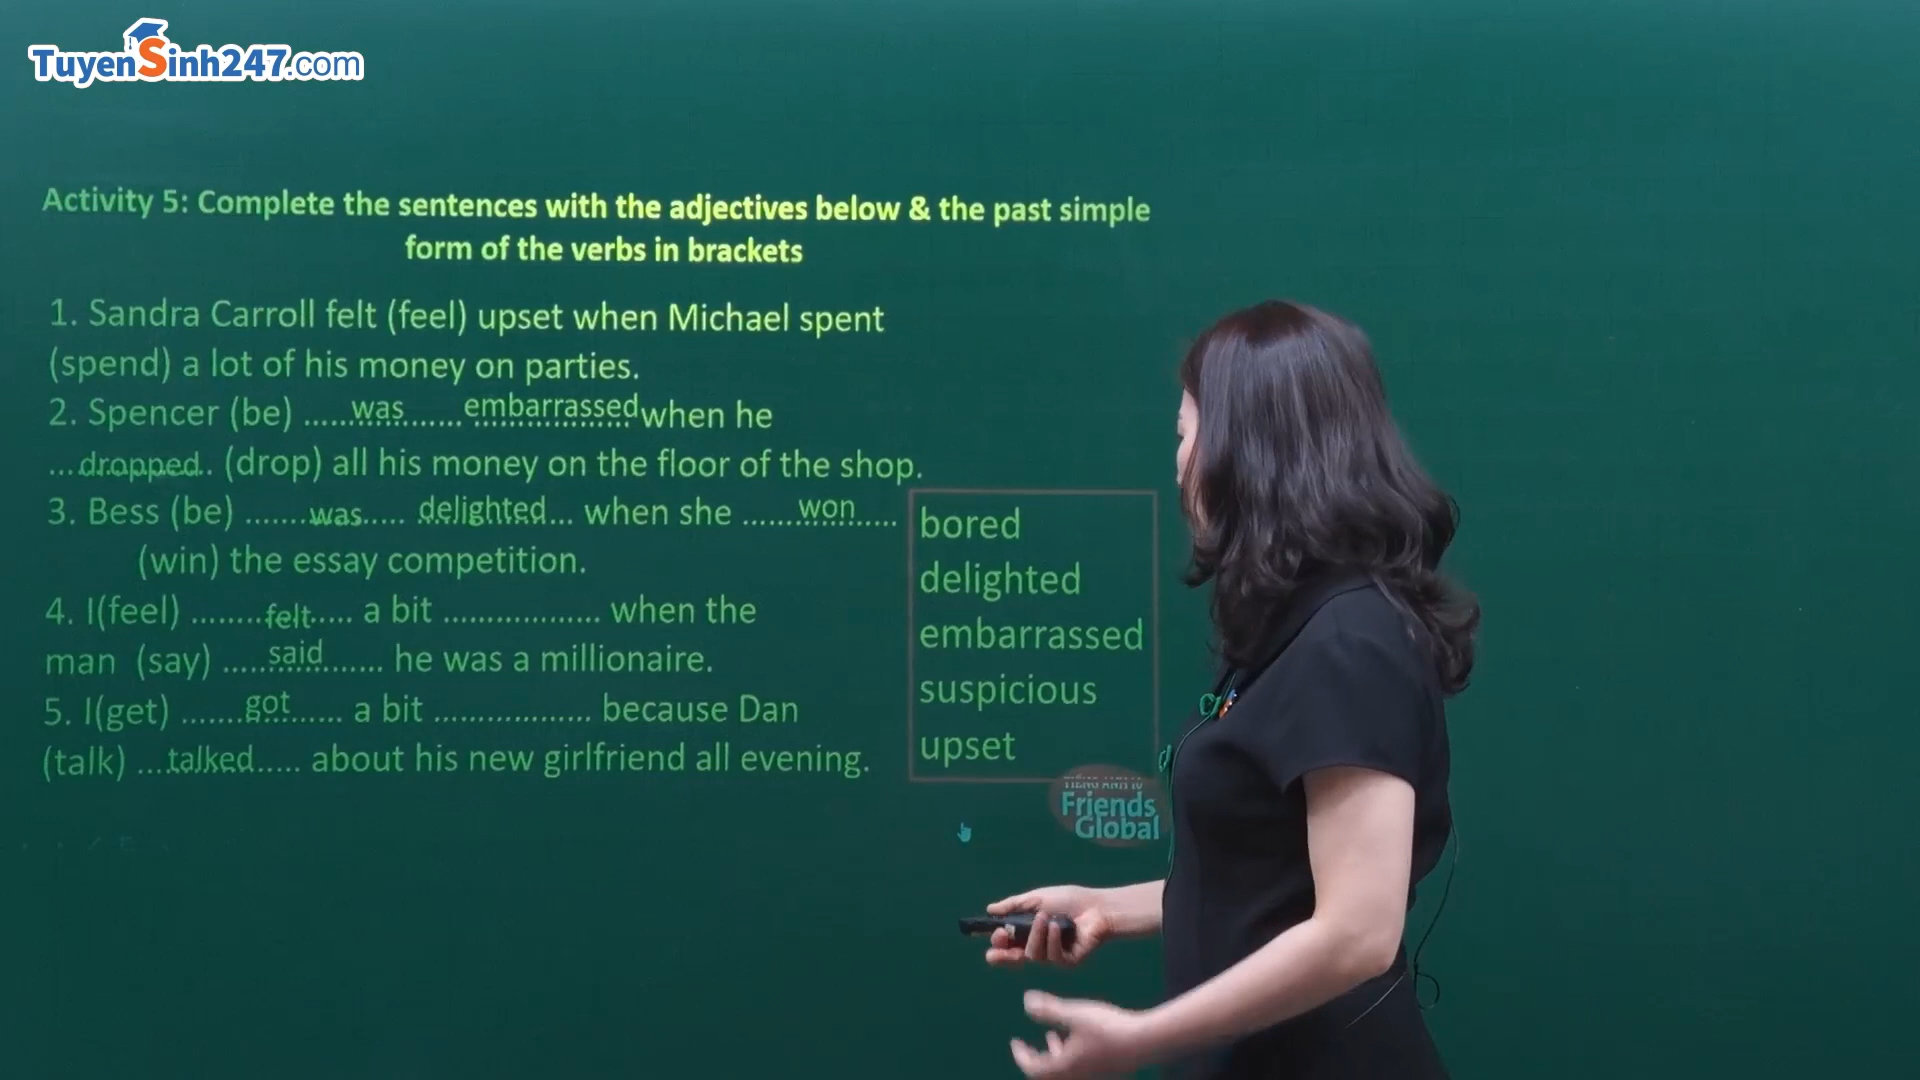 TuyenSinh247.com
Activity 5: Complete the sentences with the adjectives below & the past simple
form of the verbs in brackets
1. Sandra Carroll felt (feel) upset when Michael spent
(spend) a lot of his money on parties.
2. Spencer (be) ......was....... embarrassed when he
...dropped.. (drop) all his money on the floor of the shop.
3. Bess (be) .......was..... delighted... when she ......won.....
(win) the essay competition.
4. I(feel) ........felt..... a bit ................. when the
man (say) .....said....... he was a millionaire.
5. I(get) .......got...... a bit ................. because Dan
(talk) ....talked..... about his new girlfriend all evening.
bored
delighted
embarrassed
suspicious
upset
TIẾNG ANH 10
Friends
Global